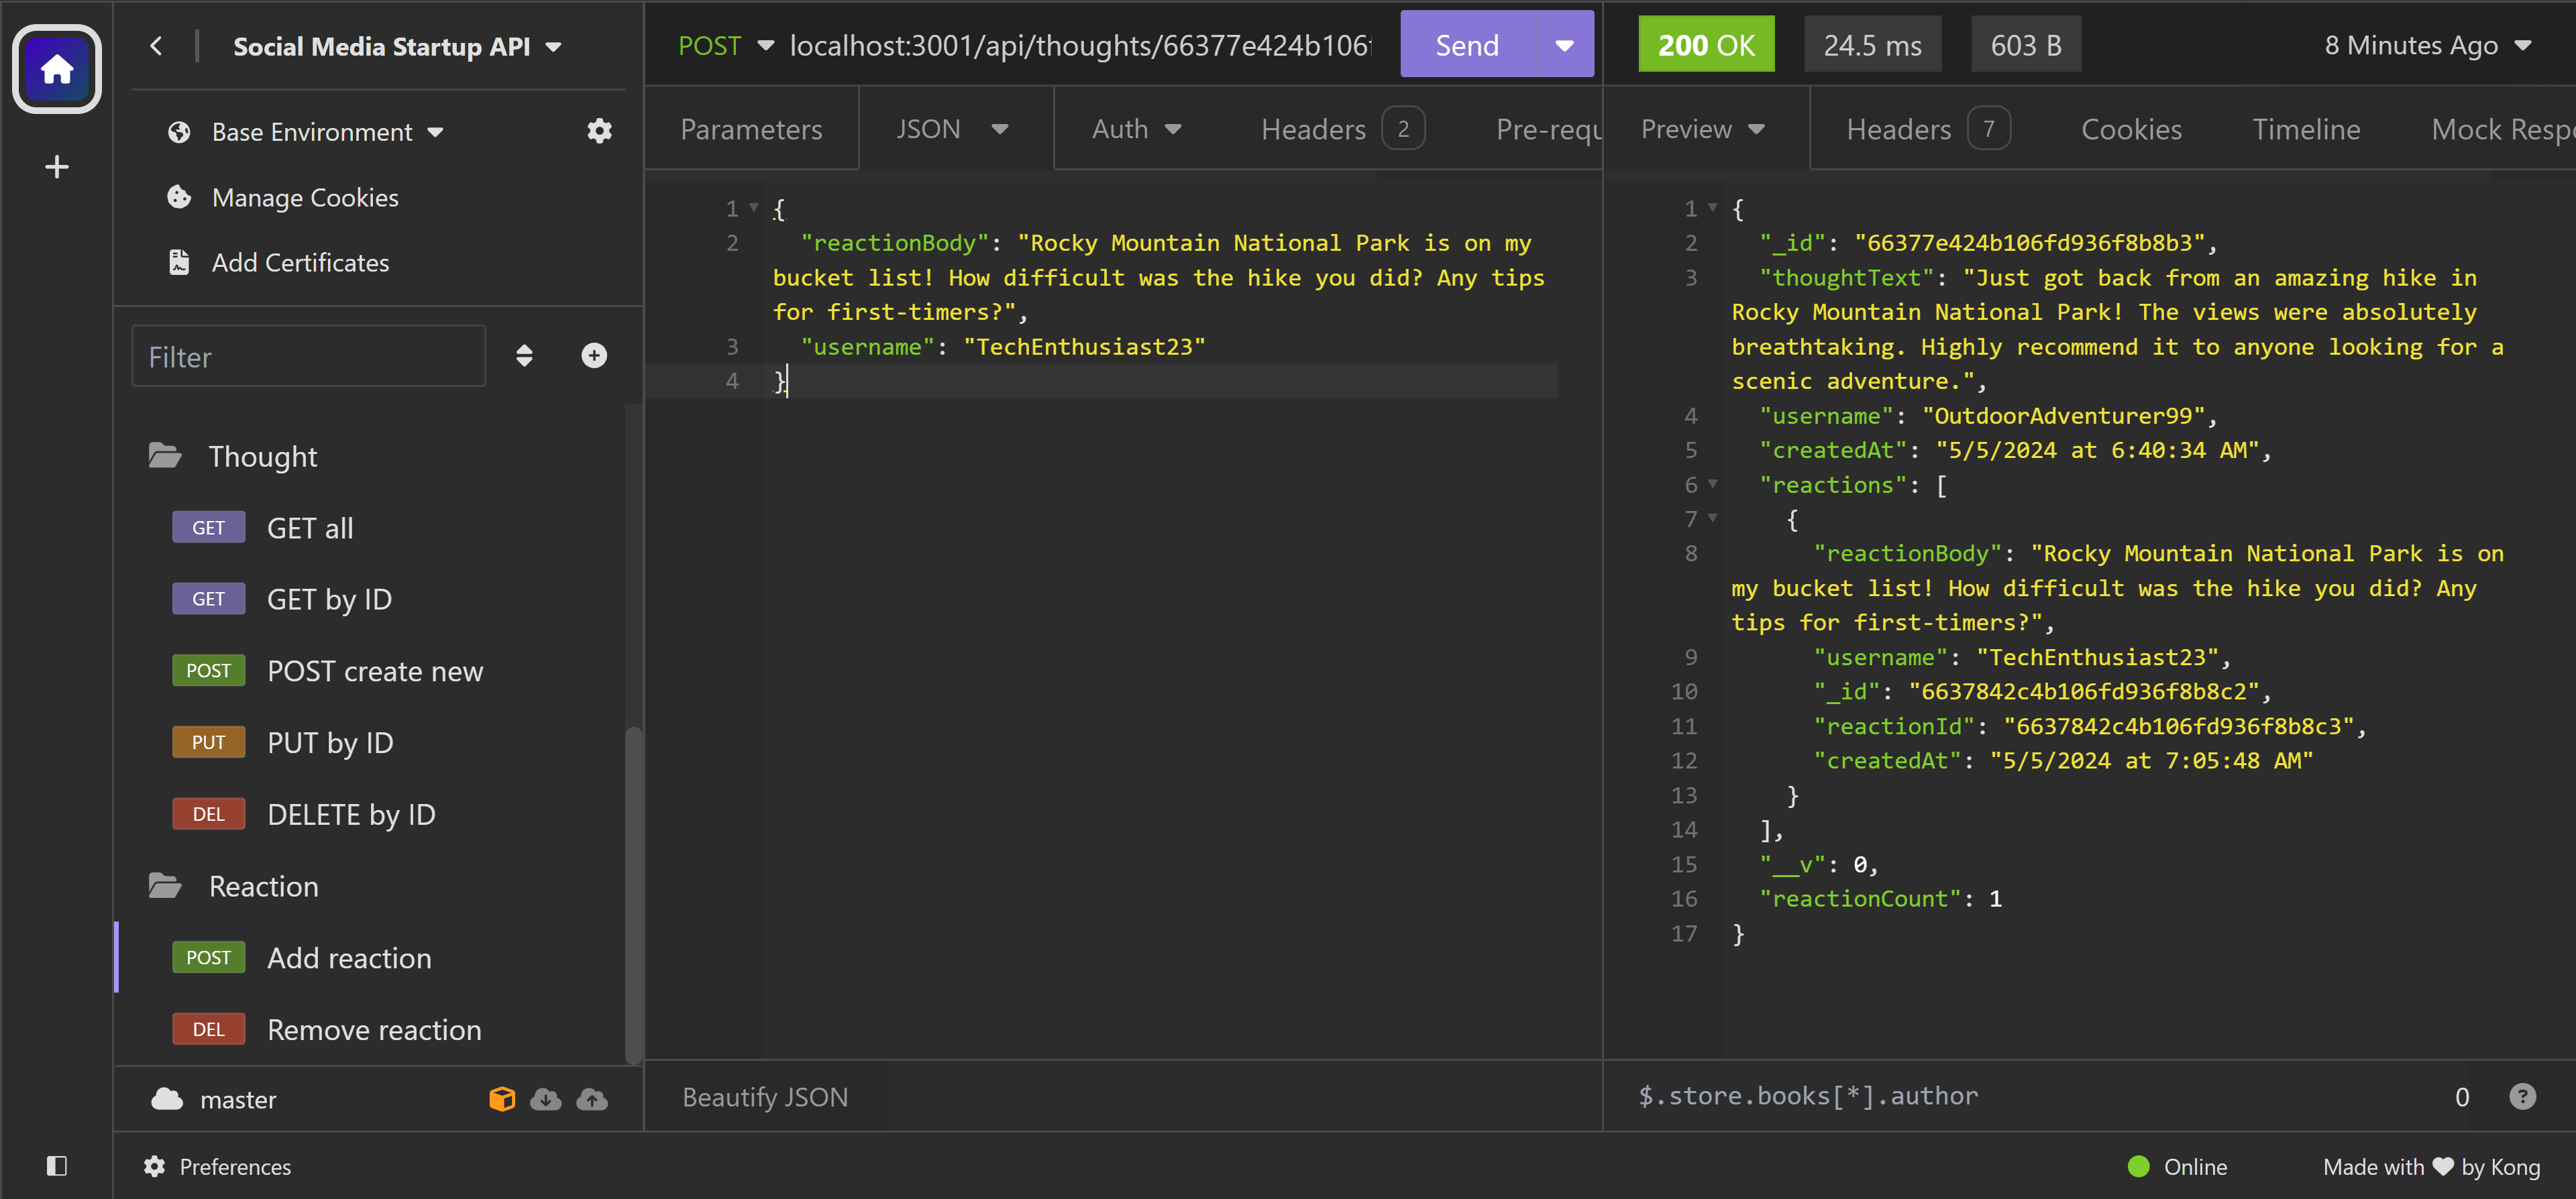 Social Media Startup API
Base Environment
Manage Cookies
Add Certificates
Filter
Thought
GET GET all
GET GET by ID
POST POST create new
PUT PUT by ID
DEL DELETE by ID
Reaction
POST Add reaction
DEL Remove reaction
master
Preferences
POST localhost:3001/api/thoughts/66377e424b106f
Send
Parameters JSON Auth Headers 2 Pre-requ
1 {
2 "reactionBody": "Rocky Mountain National Park is on my
bucket list! How difficult was the hike you did? Any tips
for first-timers?",
3 "username": "TechEnthusiast23"
4 }
Beautify JSON
200 OK 24.5 ms 603 B 8 Minutes Ago
Preview Headers 7 Cookies Timeline Mock Resp
1 {
2 "_id": "66377e424b106fd936f8b8b3",
3 "thoughtText": "Just got back from an amazing hike in
Rocky Mountain National Park! The views were absolutely
breathtaking. Highly recommend it to anyone looking for a
scenic adventure.",
4 "username": "OutdoorAdventurer99",
5 "createdAt": "5/5/2024 at 6:40:34 AM",
6 "reactions": [
7 {
8 "reactionBody": "Rocky Mountain National Park is on
my bucket list! How difficult was the hike you did? Any
tips for first-timers?",
9 "username": "TechEnthusiast23",
10 "_id": "6637842c4b106fd936f8b8c2",
11 "reactionId": "6637842c4b106fd936f8b8c3",
12 "createdAt": "5/5/2024 at 7:05:48 AM"
13 }
14 ],
15 "__v": 0,
16 "reactionCount": 1
17 }
$.store.books[*].author 0 ?
Online Made with ♥ by Kong